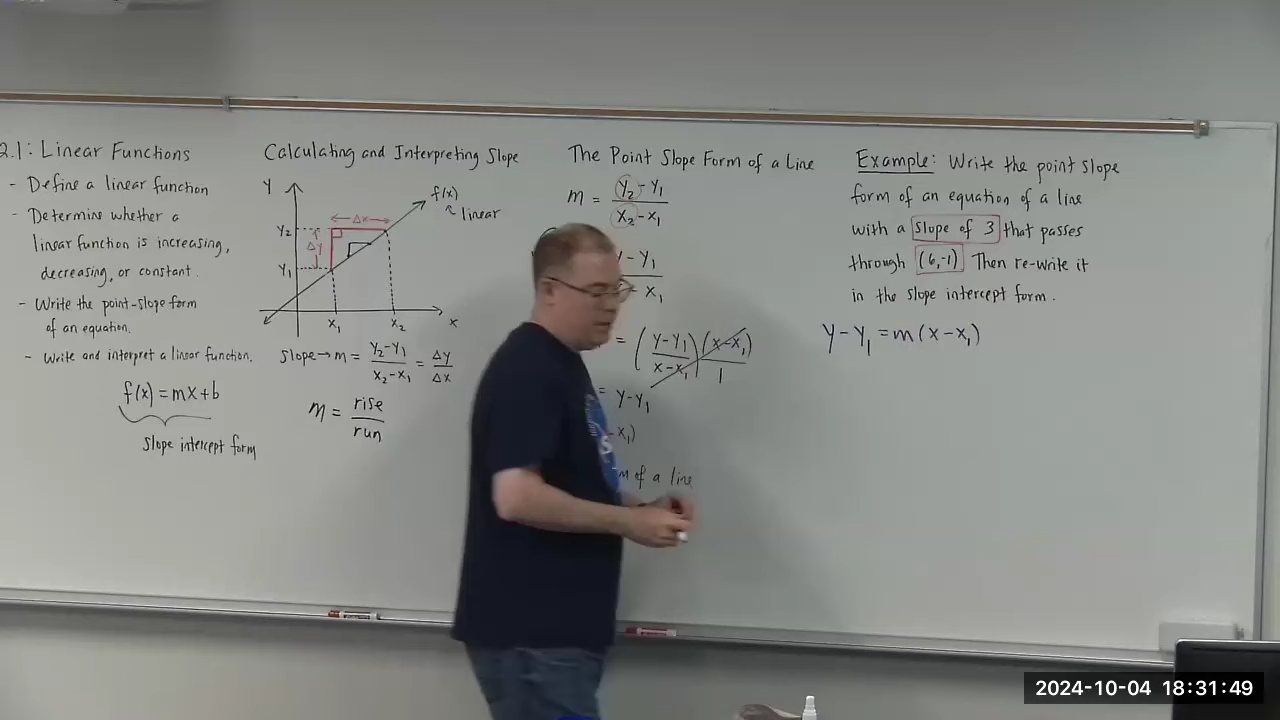 2.1: Linear Functions
- Define a linear function
- Determine whether a
linear function is increasing,
decreasing, or constant.
- Write the point-slope form
of an equation.
- Write and interpret a linear function.
f(x) = mx+b
Slope intercept form
Calculating and Interpreting Slope
Y
f(x)
linear
Δx
Y₂
Δy
Y₁
x₁ x₂ x
Slope → m = Y₂-Y₁ / X₂-X₁ = Δy / Δx
m = rise / run
The Point Slope Form of a Line
m = Y₂-Y₁ / X₂-X₁
Y-Y₁
- X₁
= (Y-Y₁ / X-X₁) (X-X₁) / 1
= Y-Y₁
-X₁)
of a line
Example: Write the point slope
form of an equation of a line
with a slope of 3 that passes
through (6,-1). Then re-write it
in the slope intercept form.
Y-Y₁ = m(x-x₁)
2024-10-04 18:31:49